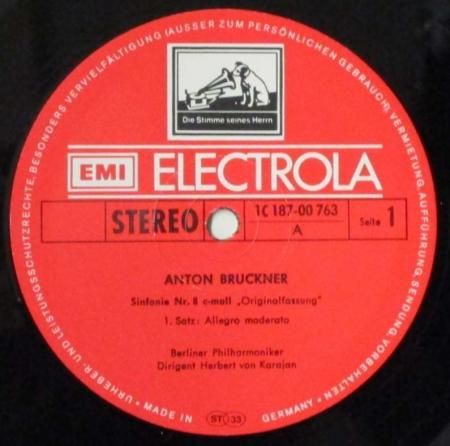 URHEBER- UND LEISTUNGSSCHUTZRECHTE, BESONDERS VERVIELFÄLTIGUNG (AUSSER ZUM PERSÖNLICHEN GEBRAUCH), VERMIETUNG, AUFFÜHRUNG, SENDUNG, VORBEHALTEN
Die Stimme seines Herrn
EMI ELECTROLA
STEREO 1C 187-00 763 Seite 1
A
ANTON BRUCKNER
Sinfonie Nr. 8 c-moll „Originalfassung"
1. Satz: Allegro moderato
Berliner Philharmoniker
Dirigent Herbert von Karajan
MADE IN ST 33 GERMANY